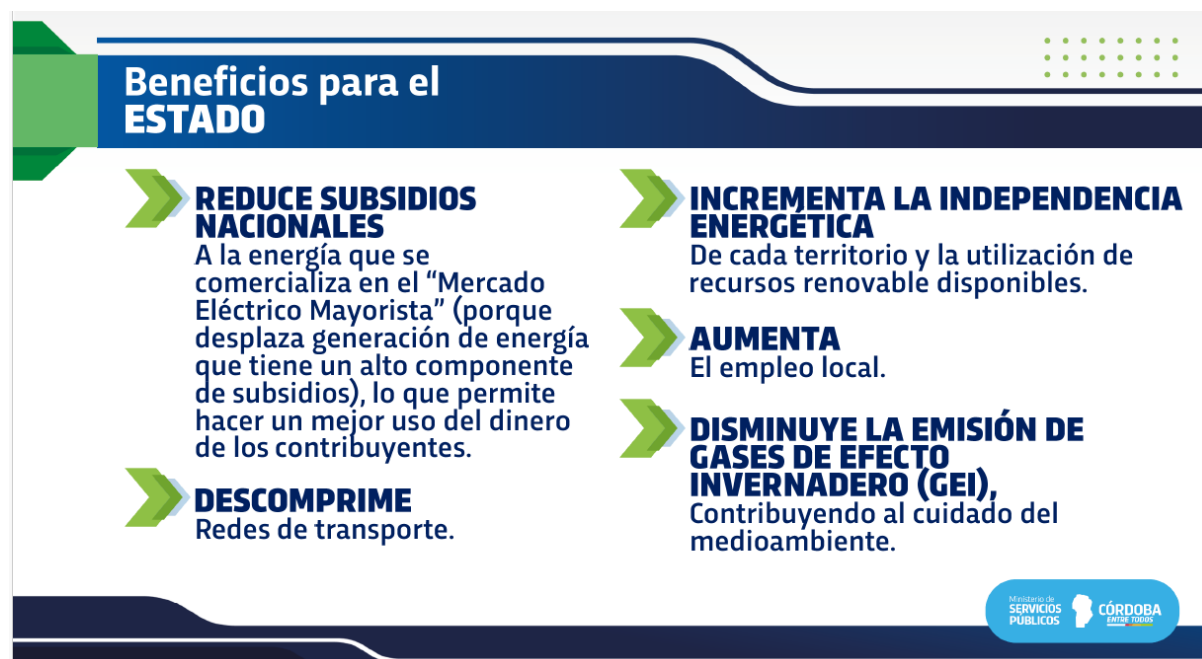 Beneficios para el
ESTADO
REDUCE SUBSIDIOS
NACIONALES
A la energía que se
comercializa en el “Mercado
Eléctrico Mayorista” (porque
desplaza generación de energía
que tiene un alto componente
de subsidios), lo que permite
hacer un mejor uso del dinero
de los contribuyentes.
DESCOMPRIME
Redes de transporte.
INCREMENTA LA INDEPENDENCIA
ENERGÉTICA
De cada territorio y la utilización de
recursos renovable disponibles.
AUMENTA
El empleo local.
DISMINUYE LA EMISIÓN DE
GASES DE EFECTO
INVERNADERO (GEI),
Contribuyendo al cuidado del
medioambiente.
Ministerio de
SERVICIOS
PÚBLICOS
CÓRDOBA
ENTRE TODOS